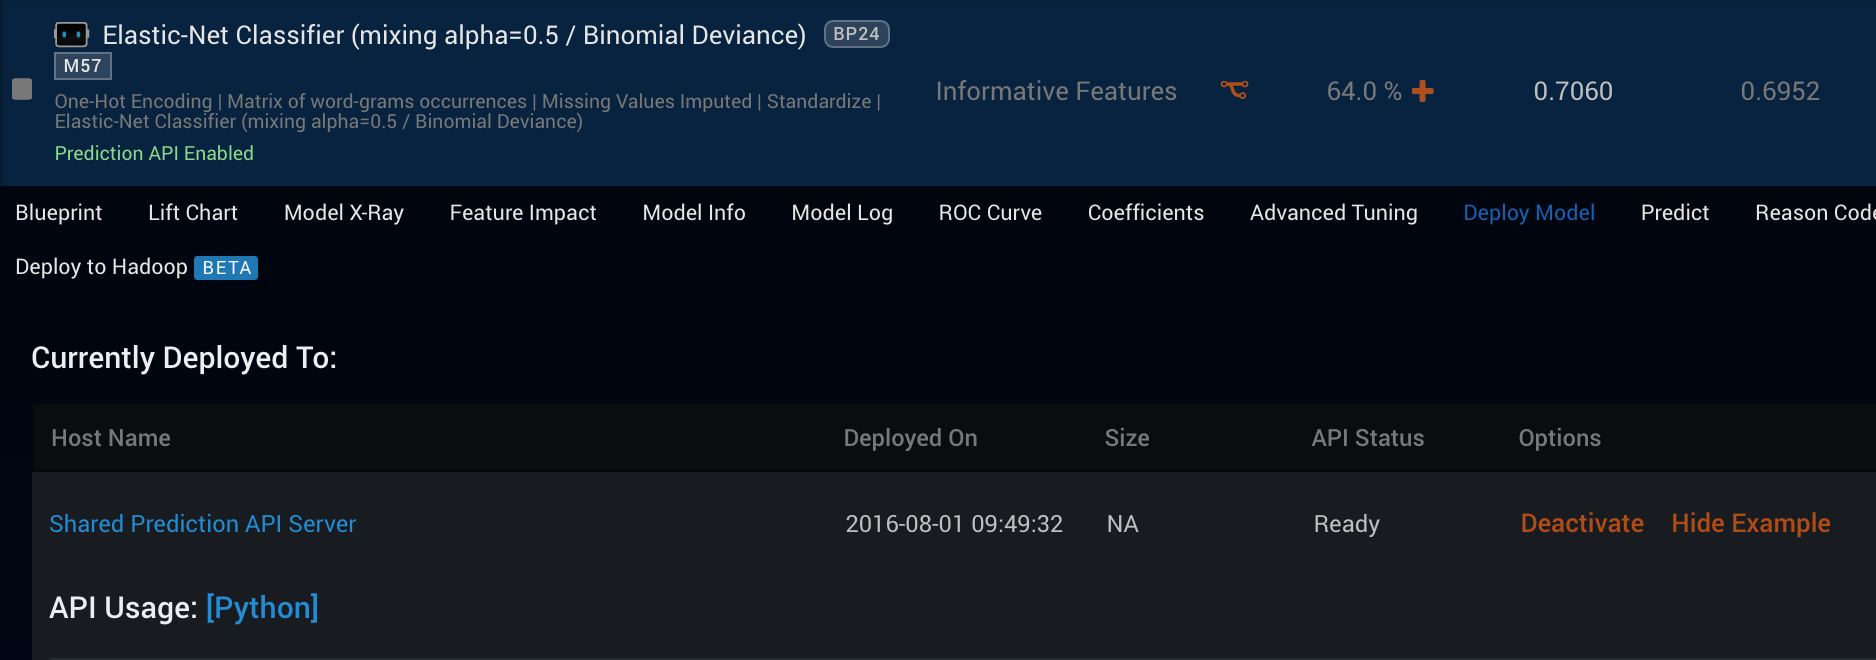 Elastic-Net Classifier (mixing alpha=0.5 / Binomial Deviance) BP24
M57
One-Hot Encoding | Matrix of word-grams occurrences | Missing Values Imputed | Standardize |
Elastic-Net Classifier (mixing alpha=0.5 / Binomial Deviance)
Prediction API Enabled
Informative Features 64.0 % 0.7060 0.6952
Blueprint Lift Chart Model X-Ray Feature Impact Model Info Model Log ROC Curve Coefficients Advanced Tuning Deploy Model Predict Reason Code
Deploy to Hadoop BETA
Currently Deployed To:
Host Name Deployed On Size API Status Options
Shared Prediction API Server 2016-08-01 09:49:32 NA Ready Deactivate Hide Example
API Usage: [Python]